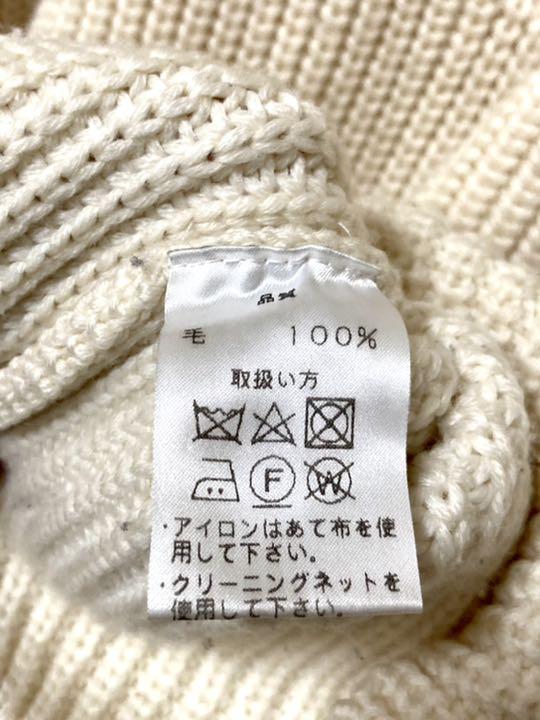 毛 100%
取扱い方
F W
・アイロンはあて布を使
用して下さい。
・クリーニングネットを
使用して下さい。